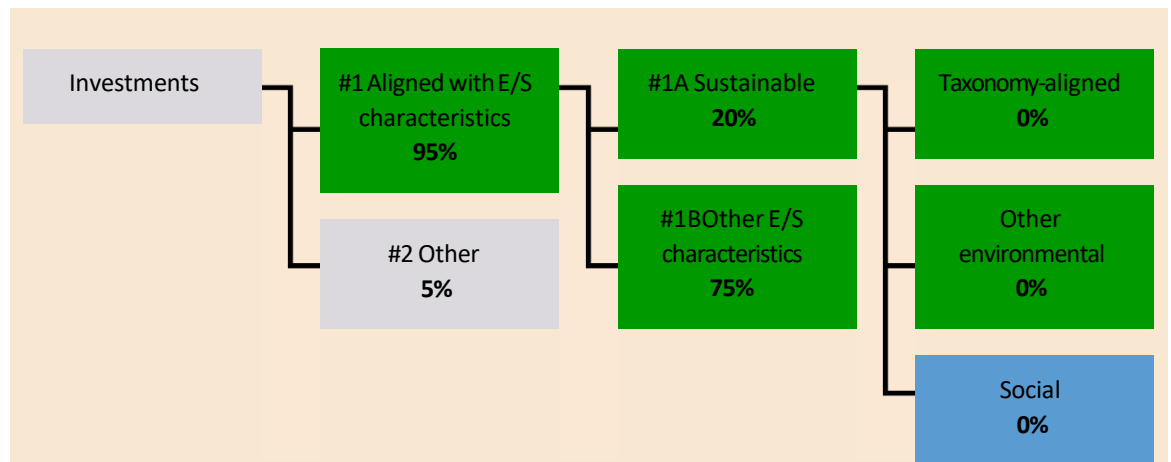 Investments
#1 Aligned with E/S
characteristics
95%
#2 Other
5%
#1A Sustainable
20%
#1BOther E/S
characteristics
75%
Taxonomy-aligned
0%
Other
environmental
0%
Social
0%